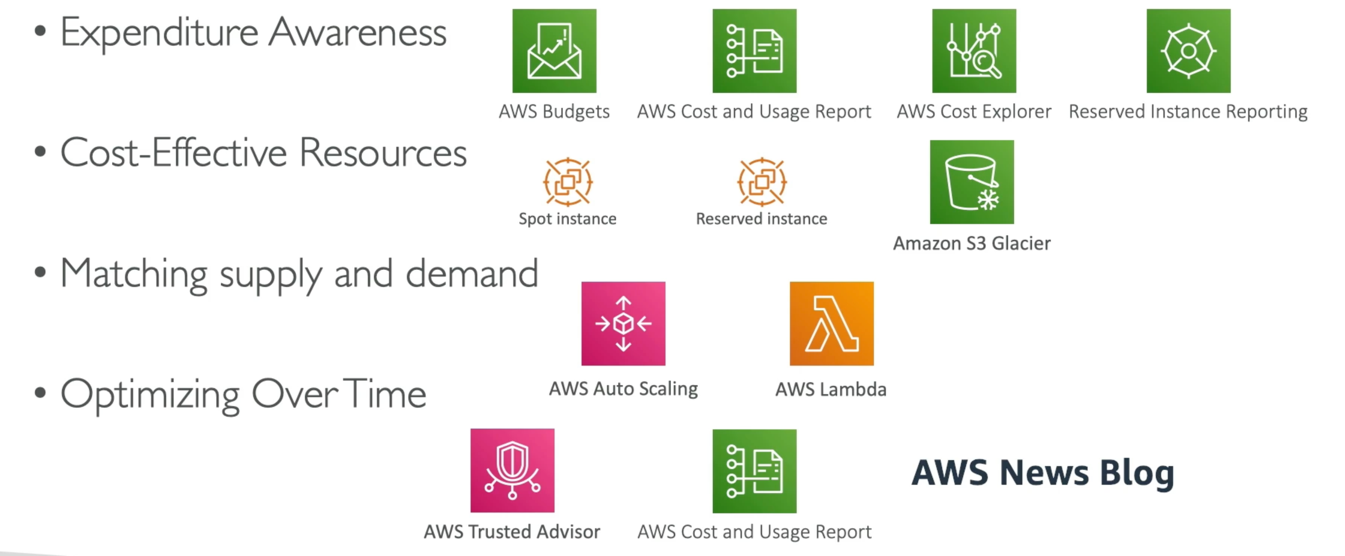 • Expenditure Awareness
AWS Budgets
AWS Cost and Usage Report
AWS Cost Explorer
Reserved Instance Reporting
• Cost-Effective Resources
Spot instance
Reserved instance
Amazon S3 Glacier
• Matching supply and demand
AWS Auto Scaling
AWS Lambda
• Optimizing Over Time
AWS Trusted Advisor
AWS Cost and Usage Report
AWS News Blog